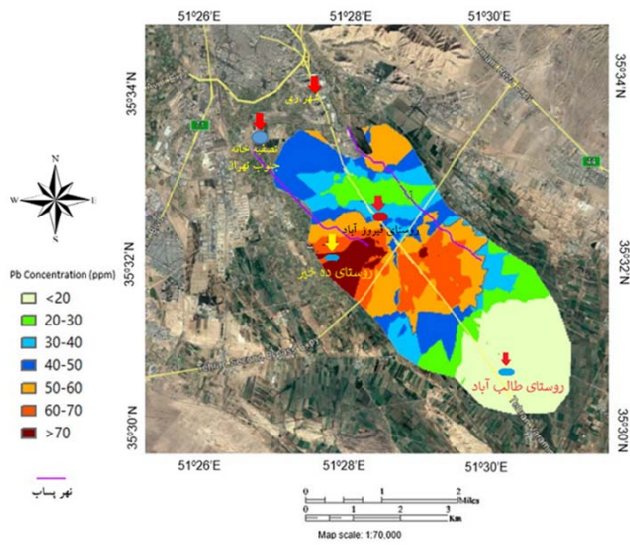 51°26'E 51°28'E 51°30'E
35°34'N
35°32'N
35°30'N
35°34'N
35°32'N
35°30'N
44
شهر ری
تصفیه خانه
جنوب تهران
روستای فیروز آباد
روستای ده خیر
روستای طالب آباد
N
W E
S
Pb Concentration (ppm)
<20
20-30
30-40
40-50
50-60
60-70
>70
نهر پساب
51°26'E 51°28'E 51°30'E
0 1 2
Miles
0 1 2 3
Km
Map scale: 1:70.000